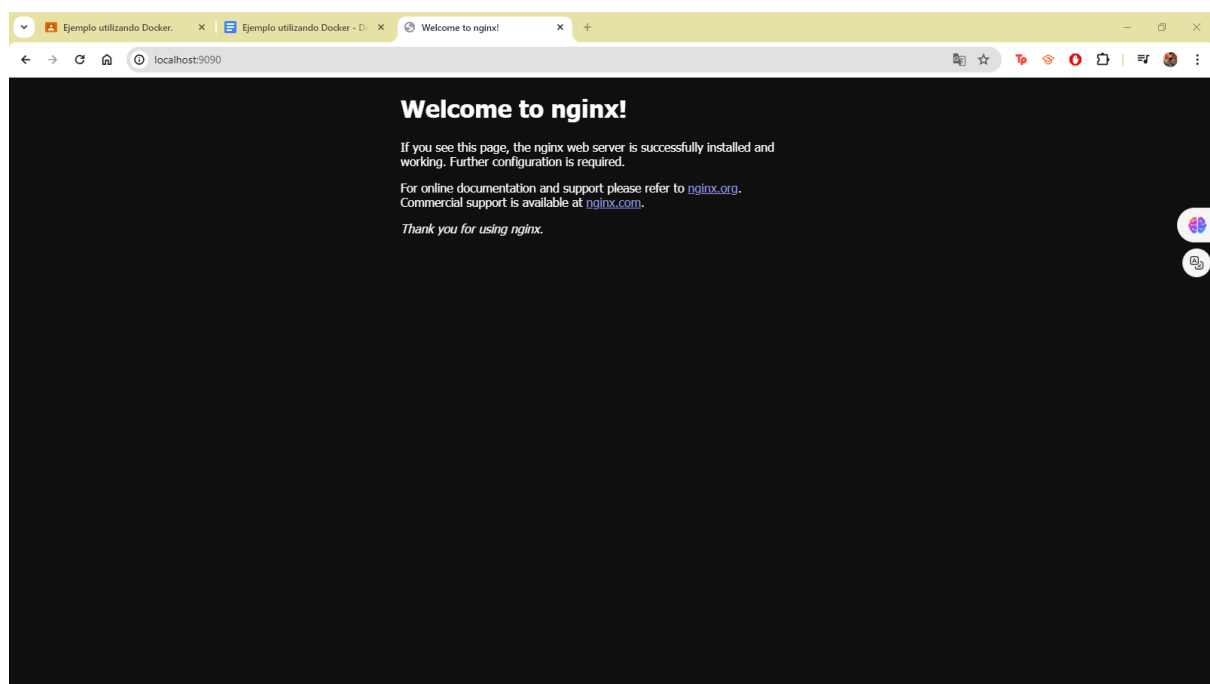 Ejemplo utilizando Docker.
Ejemplo utilizando Docker - Do
Welcome to nginx!
localhost:9090
Tp
Welcome to nginx!
If you see this page, the nginx web server is successfully installed and
working. Further configuration is required.
For online documentation and support please refer to nginx.org.
Commercial support is available at nginx.com.
Thank you for using nginx.